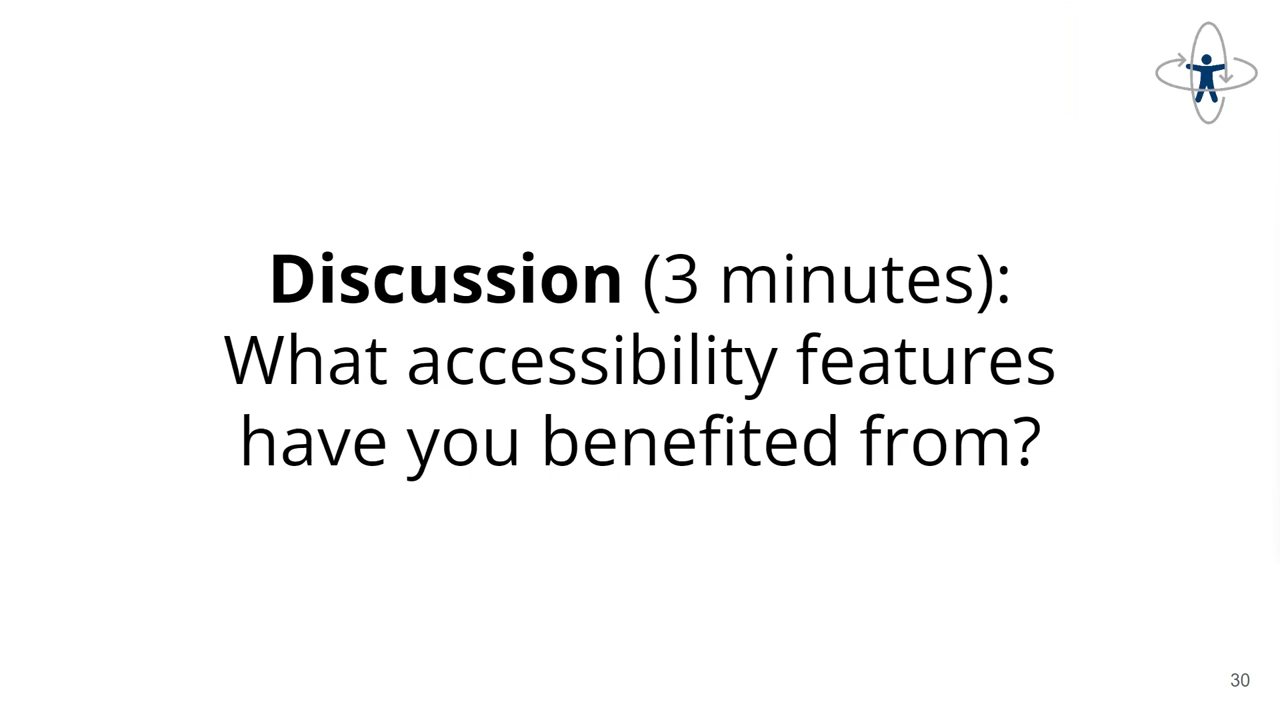 Discussion (3 minutes):
What accessibility features
have you benefited from?
30